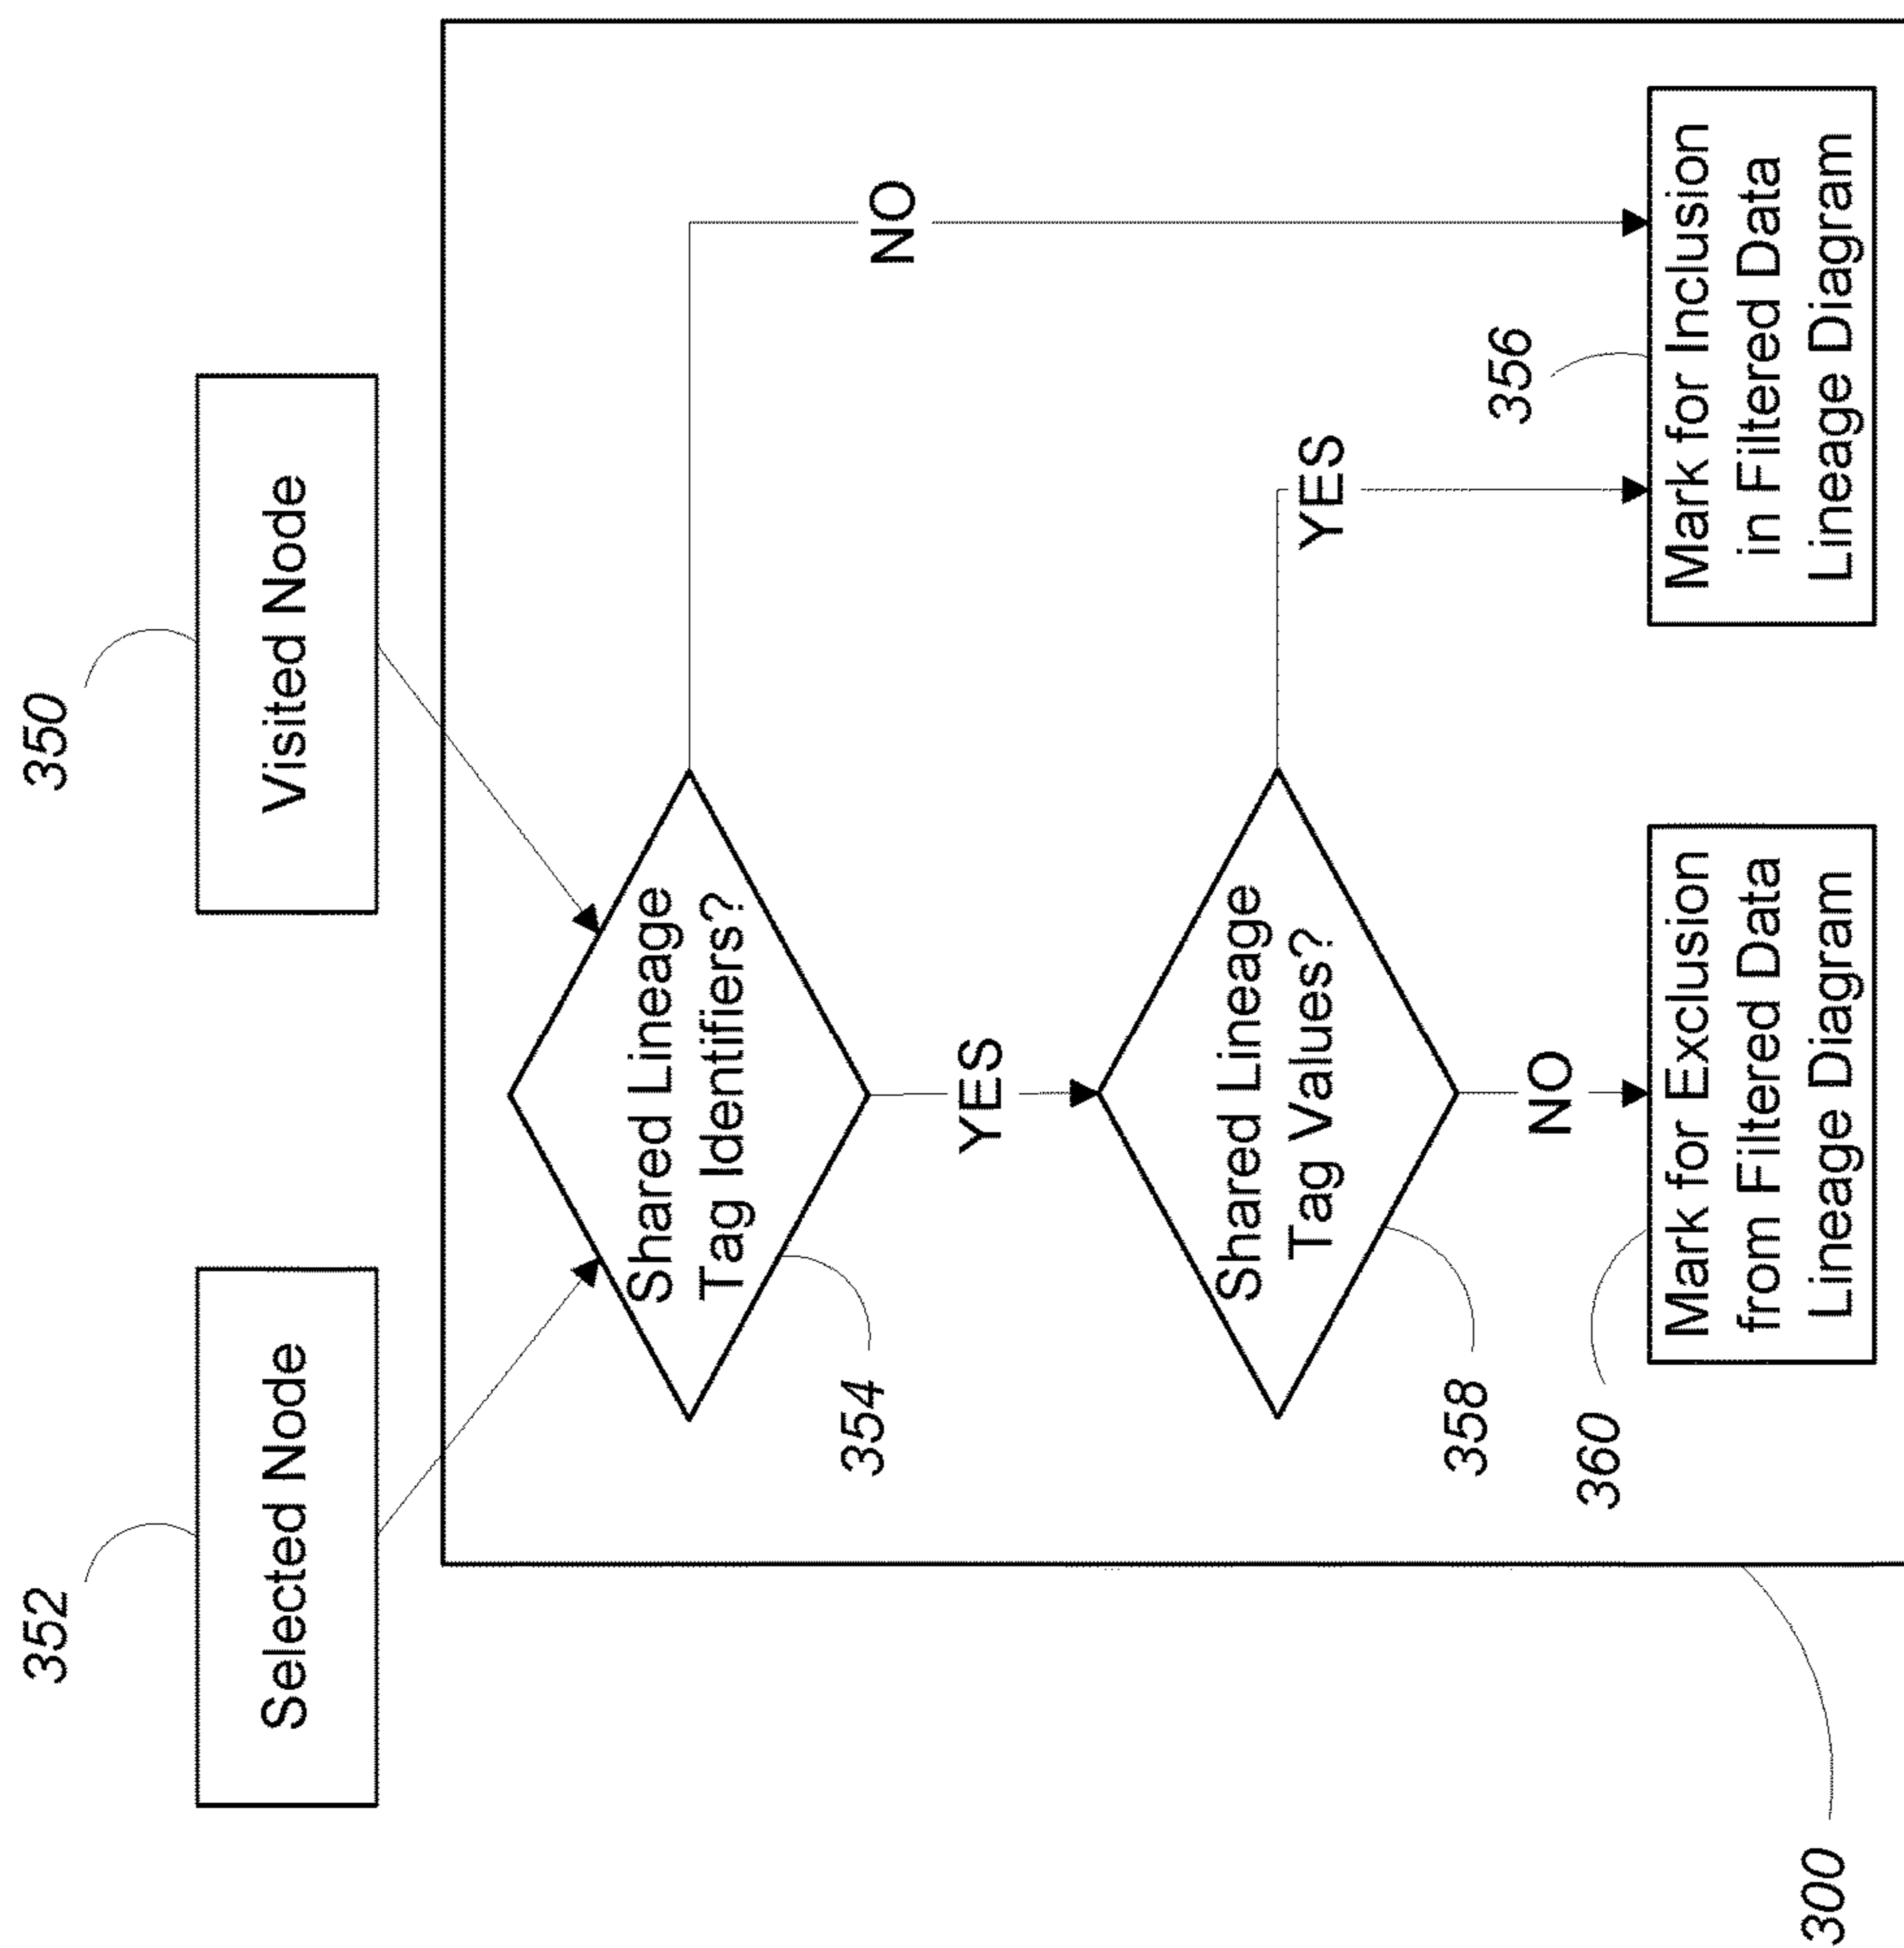 352
Selected Node
350
Visited Node
Shared Lineage
Tag Identifiers?
354
NO
YES
Shared Lineage
Tag Values?
358
YES
NO
360
Mark for Exclusion
from Filtered Data
Lineage Diagram
356
Mark for Inclusion
in Filtered Data
Lineage Diagram
300